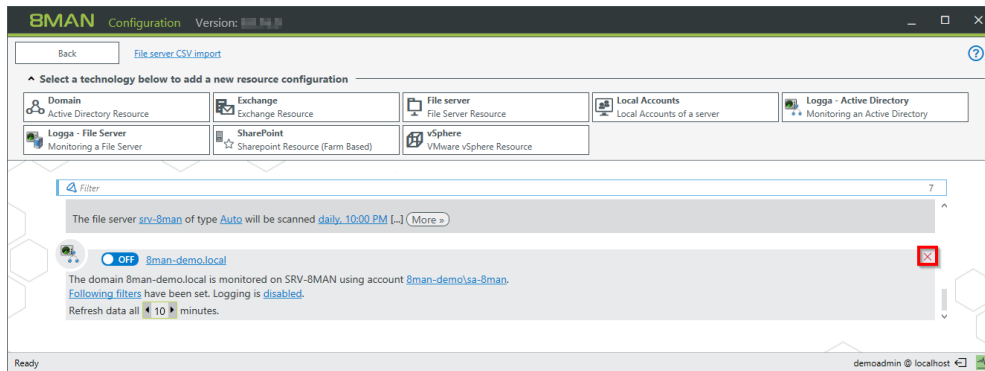 8MAN Configuration Version:
Back File server CSV import
Select a technology below to add a new resource configuration
Domain
Active Directory Resource
Exchange
Exchange Resource
File server
File Server Resource
Local Accounts
Local Accounts of a server
Logga - Active Directory
Monitoring an Active Directory
Logga - File Server
Monitoring a File Server
SharePoint
Sharepoint Resource (Farm Based)
vSphere
VMware vSphere Resource
Filter 7
The file server srv-8man of type Auto will be scanned daily, 10:00 PM [...] More »
OFF 8man-demo.local
The domain 8man-demo.local is monitored on SRV-8MAN using account 8man-demo\sa-8man.
Following filters have been set. Logging is disabled.
Refresh data all 10 minutes.
Ready demoadmin @ localhost